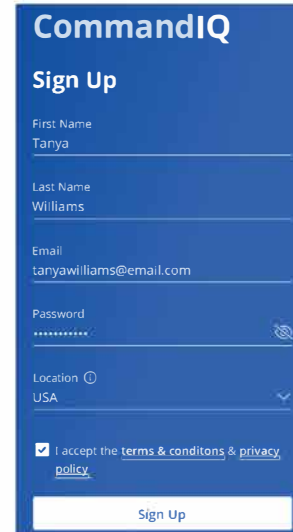 CommandIQ
Sign Up
First Name
Tanya
Last Name
Williams
Email
tanyawilliams@email.com
Password
•••••••••••
Location ⓘ
USA
I accept the terms & conditons & privacy
policy
Sign Up